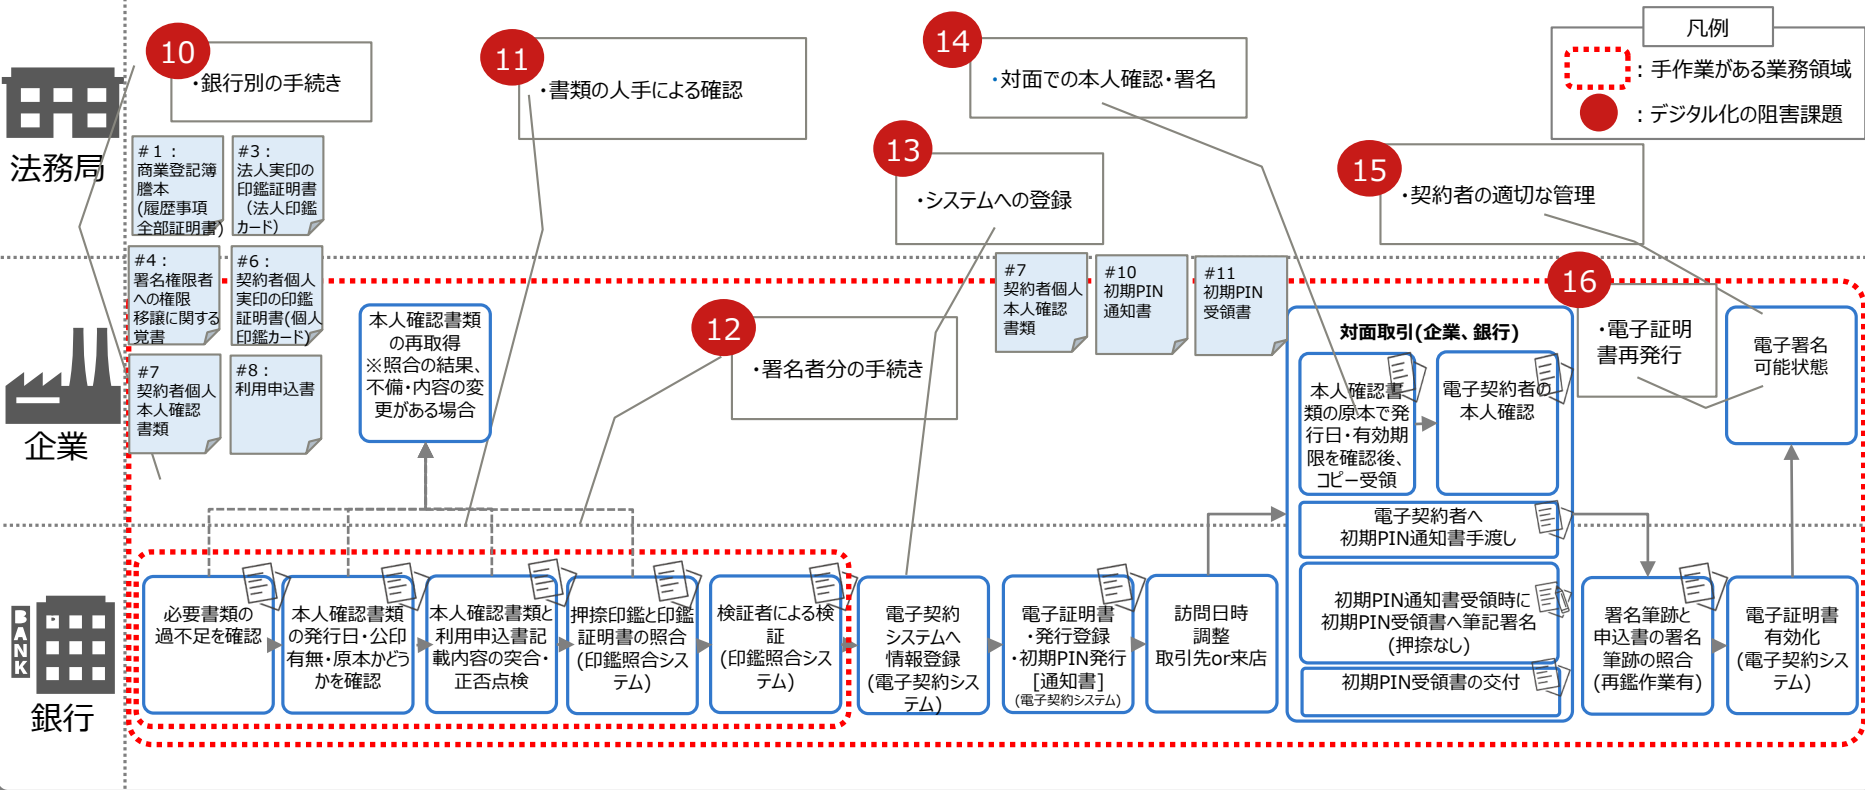 凡例
：手作業がある業務領域
：デジタル化の阻害課題
10
・銀行別の手続き
11
・書類の人手による確認
14
・対面での本人確認・署名
13
・システムへの登録
15
・契約者の適切な管理
16
・電子証明
書再発行
12
・署名者分の手続き
法務局
#1：
商業登記簿
謄本
(履歴事項
全部証明書)
#3：
法人実印の
印鑑証明書
（法人印鑑
カード）
#4：
署名権限者
への権限
移譲に関する
覚書
#6：
契約者個人
実印の印鑑
証明書(個人
印鑑カード)
#7
契約者個人
本人確認
書類
#8：
利用申込書
#7
契約者個人
本人確認
書類
#10
初期PIN
通知書
#11
初期PIN
受領書
企業
本人確認書類
の再取得
※照合の結果、
不備・内容の変
更がある場合
対面取引(企業、銀行)
本人確認書
類の原本で発
行日・有効期
限を確認後、
コピー受領
電子契約者の
本人確認
電子契約者へ
初期PIN通知書手渡し
初期PIN通知書受領時に
初期PIN受領書へ筆記署名
(押捺なし)
初期PIN受領書の交付
電子署名
可能状態
BANK
銀行
必要書類の
過不足を確認
本人確認書類
の発行日・公印
有無・原本かどう
かを確認
本人確認書類と
利用申込書記
載内容の突合・
正否点検
押捺印鑑と印鑑
証明書の照合
(印鑑照合シス
テム)
検証者による検
証
(印鑑照合シス
テム)
電子契約
システムへ
情報登録
(電子契約シス
テム)
電子証明書
・発行登録
・初期PIN発行
[通知書]
(電子契約システム)
訪問日時
調整
取引先or来店
署名筆跡と
申込書の署名
筆跡の照合
(再鑑作業有)
電子証明書
有効化
(電子契約シス
テム)